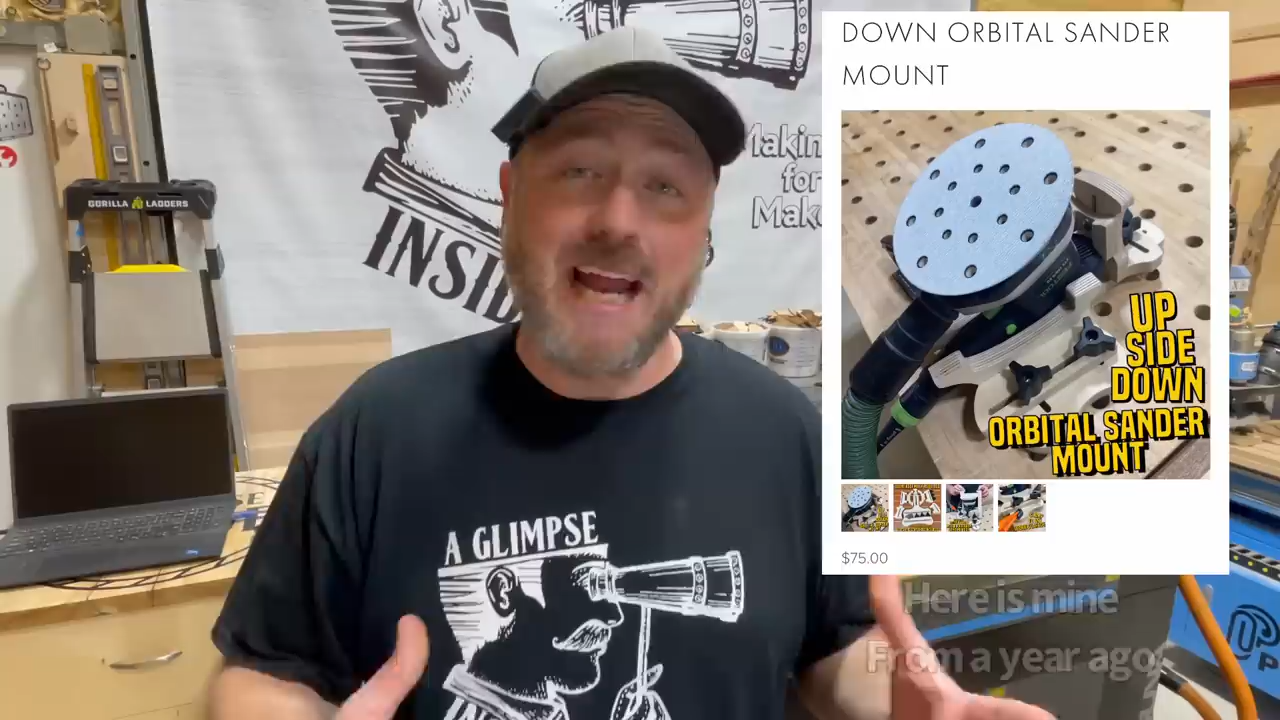 DOWN ORBITAL SANDER
MOUNT
UP
SIDE
DOWN
ORBITAL SANDER
MOUNT
$75.00
Here is mine
From a year ago
GORILLA LADDERS
INSID
Makin
for
Mak
A GLIMPSE